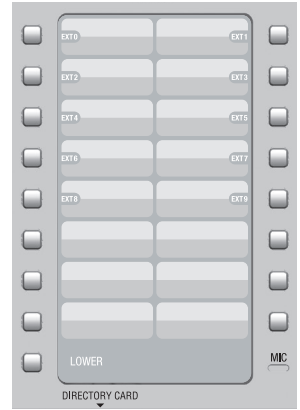 EXT0 EXT1
EXT2 EXT3
EXT4 EXT5
EXT6 EXT7
EXT8 EXT9
LOWER MIC
DIRECTORY CARD